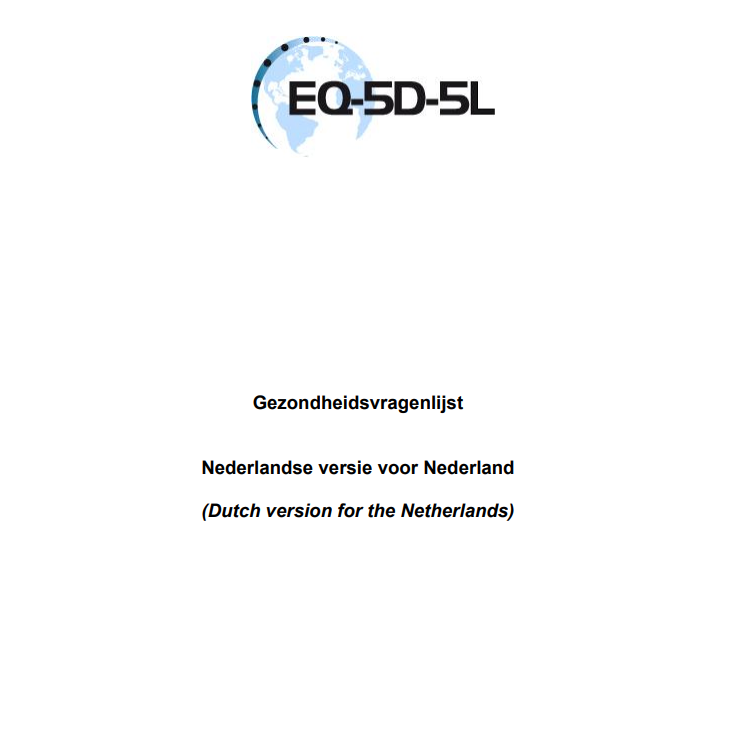 EQ-5D-5L
Gezondheidsvragenlijst
Nederlandse versie voor Nederland
(Dutch version for the Netherlands)